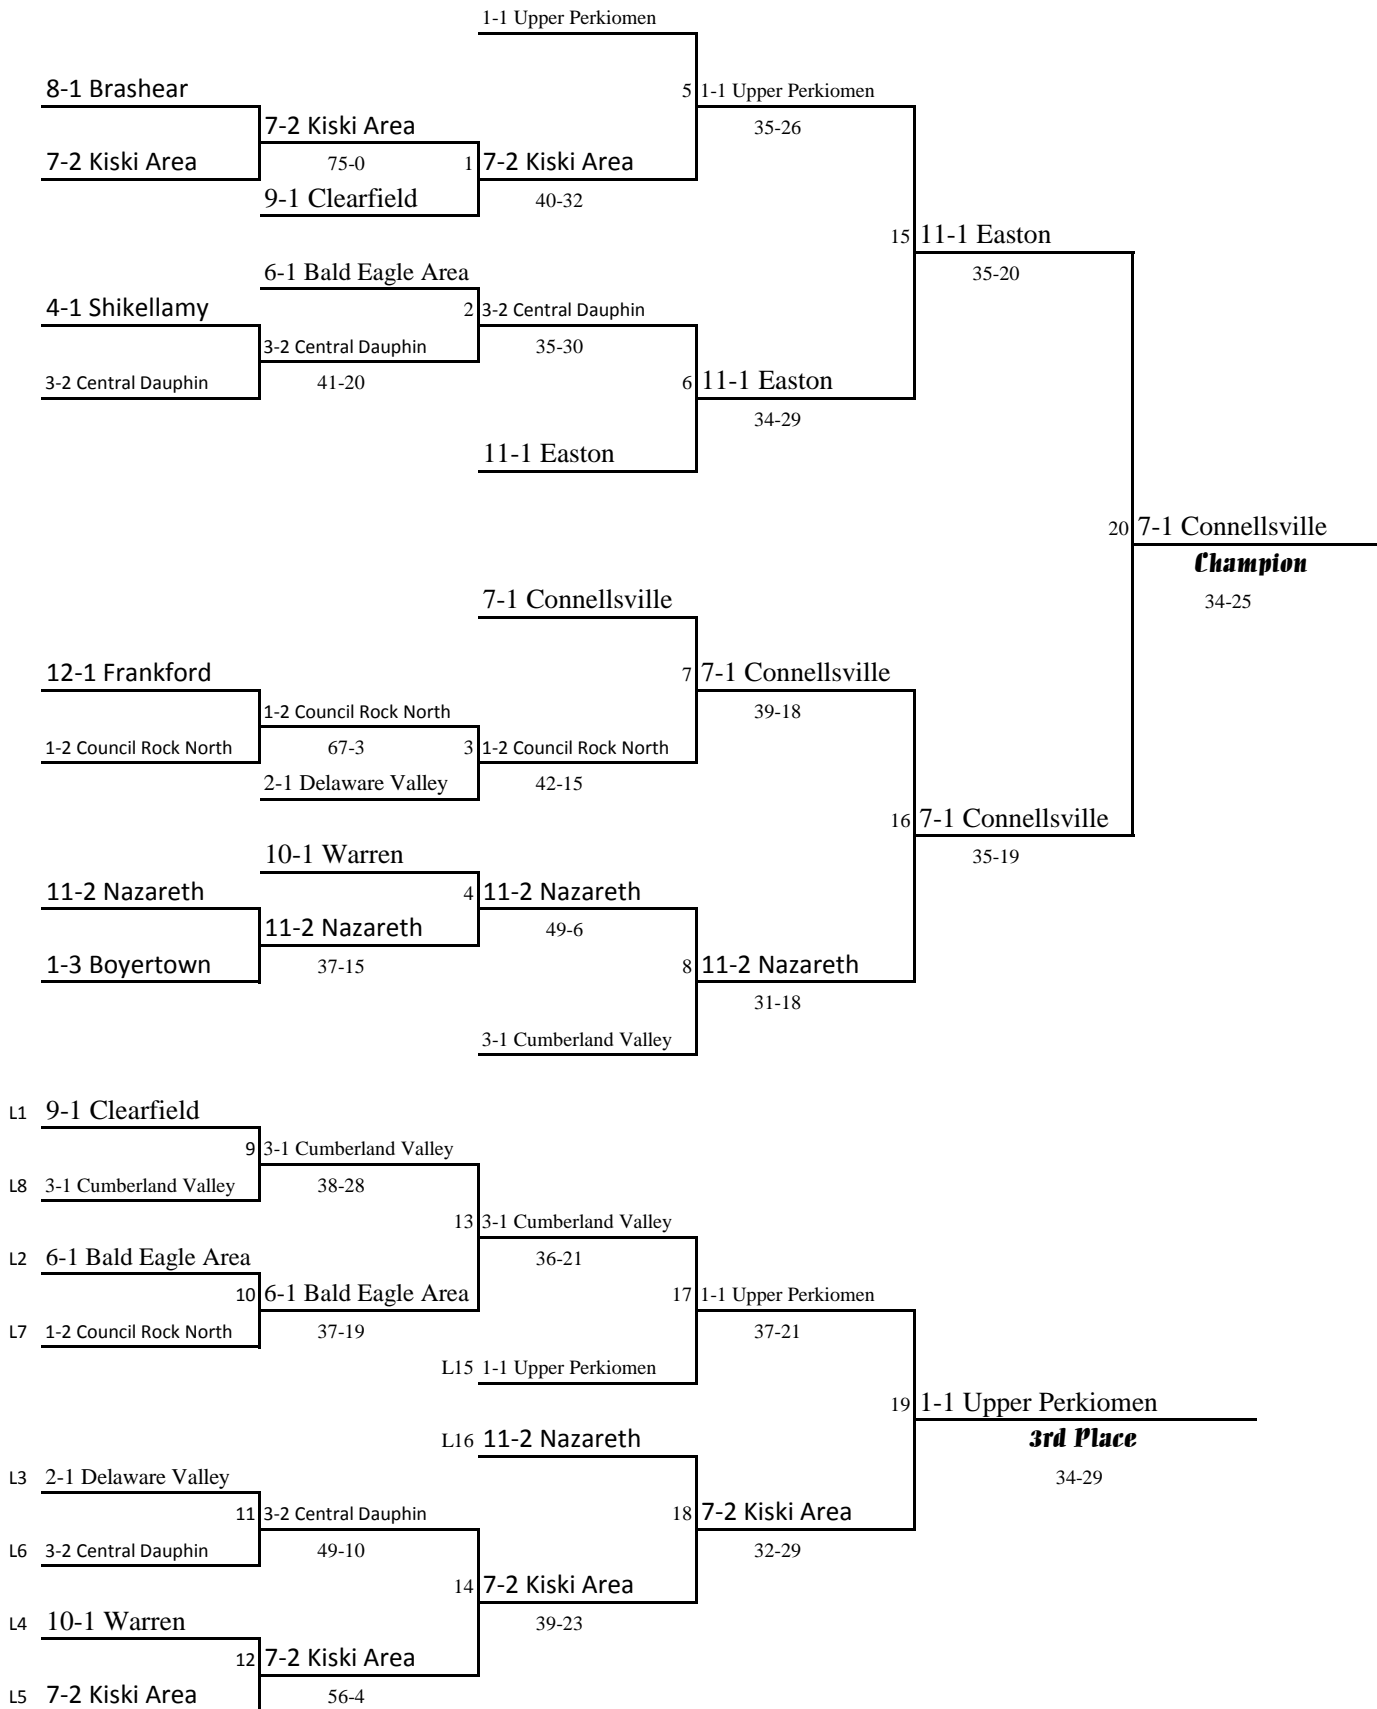 1-1 Upper Perkiomen
8-1 Brashear
5 1-1 Upper Perkiomen
7-2 Kiski Area
35-26
7-2 Kiski Area
75-0
1 7-2 Kiski Area
9-1 Clearfield
40-32
15 11-1 Easton
6-1 Bald Eagle Area
35-20
4-1 Shikellamy
2 3-2 Central Dauphin
3-2 Central Dauphin
35-30
3-2 Central Dauphin
41-20
6 11-1 Easton
34-29
11-1 Easton
20 7-1 Connellsville
Champion
7-1 Connellsville
34-25
12-1 Frankford
7 7-1 Connellsville
1-2 Council Rock North
39-18
1-2 Council Rock North
67-3
3 1-2 Council Rock North
2-1 Delaware Valley
42-15
16 7-1 Connellsville
10-1 Warren
35-19
11-2 Nazareth
4 11-2 Nazareth
11-2 Nazareth
49-6
1-3 Boyertown
37-15
8 11-2 Nazareth
31-18
3-1 Cumberland Valley
L1 9-1 Clearfield
9 3-1 Cumberland Valley
L8 3-1 Cumberland Valley
38-28
13 3-1 Cumberland Valley
L2 6-1 Bald Eagle Area
36-21
10 6-1 Bald Eagle Area
17 1-1 Upper Perkiomen
L7 1-2 Council Rock North
37-19
37-21
L15 1-1 Upper Perkiomen
19 1-1 Upper Perkiomen
L16 11-2 Nazareth
3rd Place
L3 2-1 Delaware Valley
34-29
11 3-2 Central Dauphin
18 7-2 Kiski Area
L6 3-2 Central Dauphin
49-10
32-29
14 7-2 Kiski Area
L4 10-1 Warren
39-23
12 7-2 Kiski Area
L5 7-2 Kiski Area
56-4